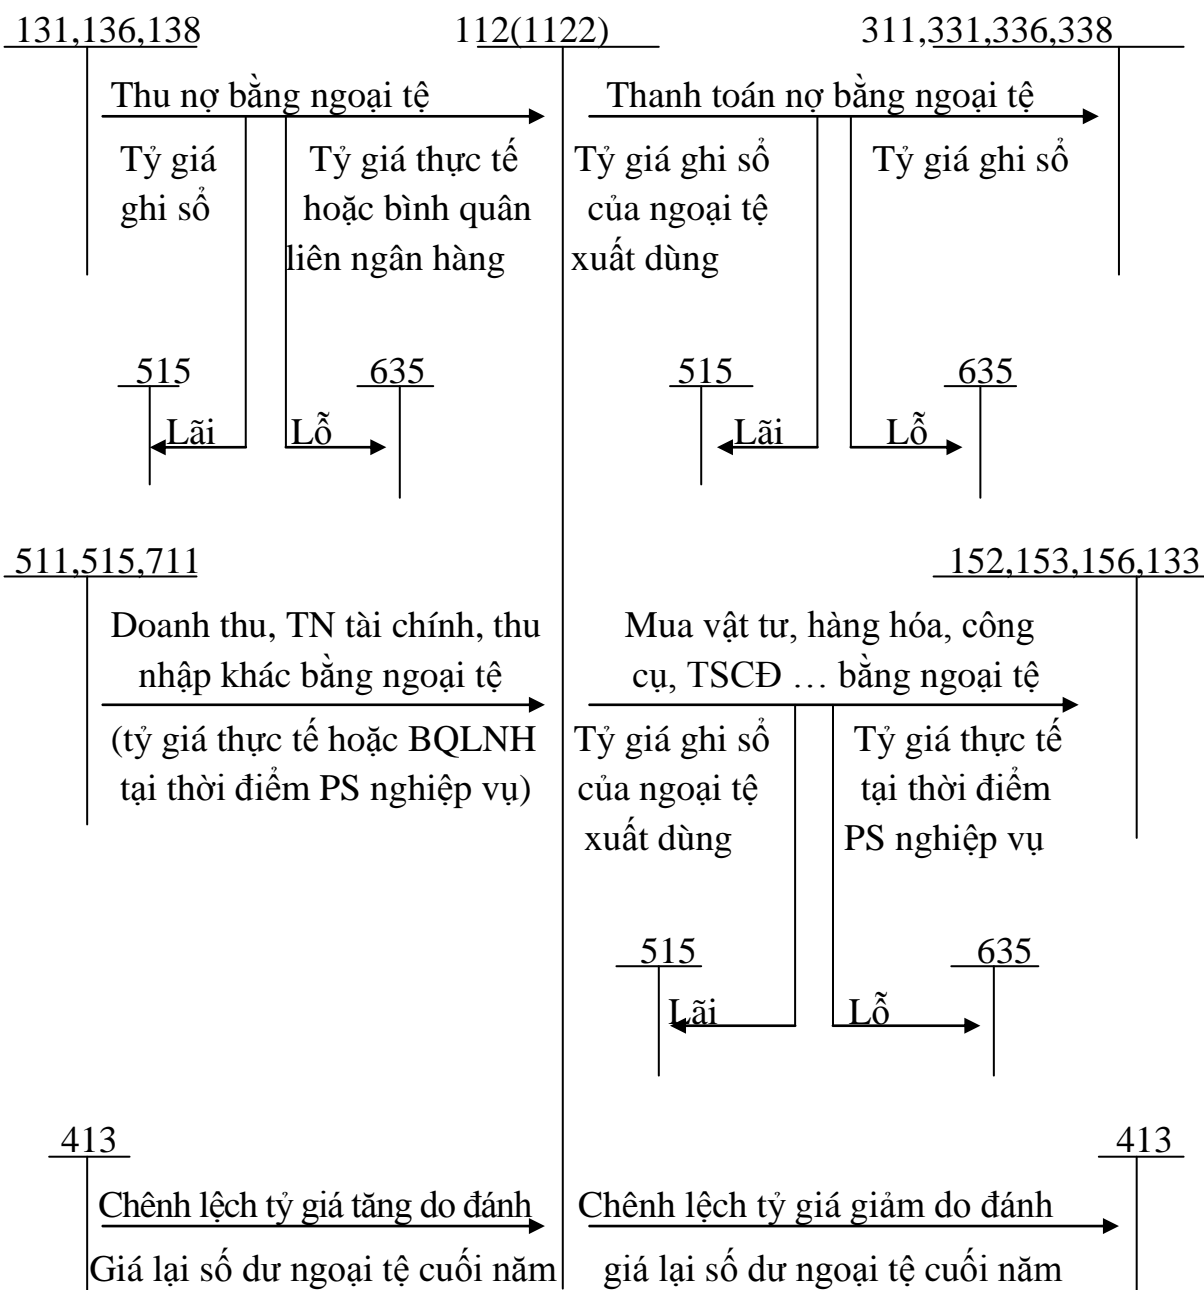 131,136,138
112(1122)
311,331,336,338
Thu nợ bằng ngoại tệ
Thanh toán nợ bằng ngoại tệ
Tỷ giá
ghi sổ
Tỷ giá thực tế
hoặc bình quân
liên ngân hàng
Tỷ giá ghi sổ
của ngoại tệ
xuất dùng
Tỷ giá ghi sổ
515
635
515
635
Lãi
Lỗ
Lãi
Lỗ
511,515,711
152,153,156,133
Doanh thu, TN tài chính, thu
nhập khác bằng ngoại tệ
(tỷ giá thực tế hoặc BQLNH
tại thời điểm PS nghiệp vụ)
Mua vật tư, hàng hóa, công
cụ, TSCĐ … bằng ngoại tệ
Tỷ giá ghi sổ
của ngoại tệ
xuất dùng
Tỷ giá thực tế
tại thời điểm
PS nghiệp vụ
515
635
Lãi
Lỗ
413
413
Chênh lệch tỷ giá tăng do đánh
Giá lại số dư ngoại tệ cuối năm
Chênh lệch tỷ giá giảm do đánh
giá lại số dư ngoại tệ cuối năm